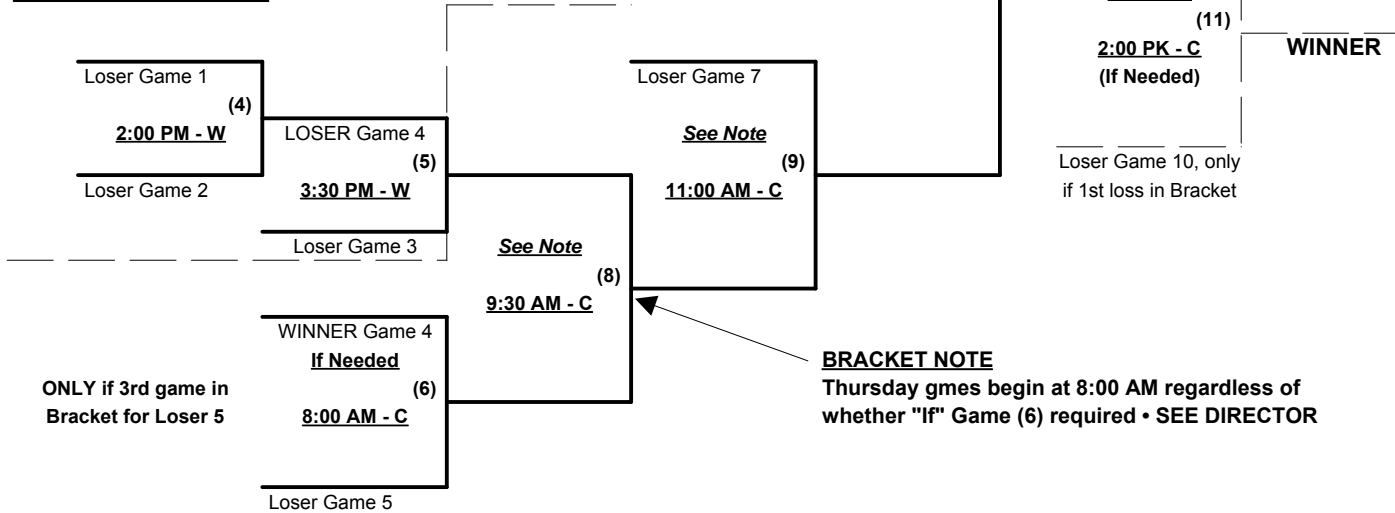 (11)
2:00 PK - C
WINNER
(If Needed)
Loser Game 1
Loser Game 7
(4)
2:00 PM - W
LOSER Game 4
See Note
(5)
(9)
Loser Game 10, only
if 1st loss in Bracket
Loser Game 2
3:30 PM - W
11:00 AM - C
Loser Game 3
See Note
(8)
9:30 AM - C
WINNER Game 4
If Needed
ONLY if 3rd game in
Bracket for Loser 5
(6)
8:00 AM - C
BRACKET NOTE
Thursday gmes begin at 8:00 AM regardless of
whether "If" Game (6) required • SEE DIRECTOR
Loser Game 5